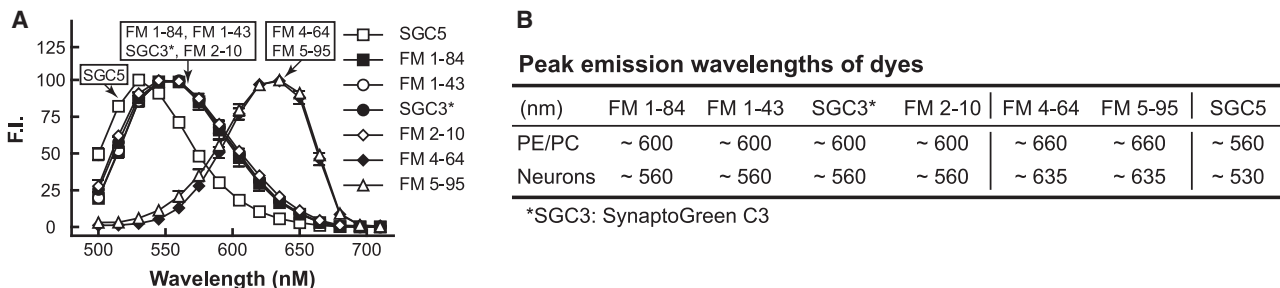 A
F.I.
125
100
75
50
25
0
500 550 600 650 700
Wavelength (nM)
SGC5
FM 1-84, FM 1-43
SGC3*, FM 2-10
FM 4-64
FM 5-95
SGC5
FM 1-84
FM 1-43
SGC3*
FM 2-10
FM 4-64
FM 5-95
B
Peak emission wavelengths of dyes
(nm) FM 1-84 FM 1-43 SGC3* FM 2-10 FM 4-64 FM 5-95 SGC5
PE/PC ~ 600 ~ 600 ~ 600 ~ 600 ~ 660 ~ 660 ~ 560
Neurons ~ 560 ~ 560 ~ 560 ~ 560 ~ 635 ~ 635 ~ 530
*SGC3: SynaptoGreen C3